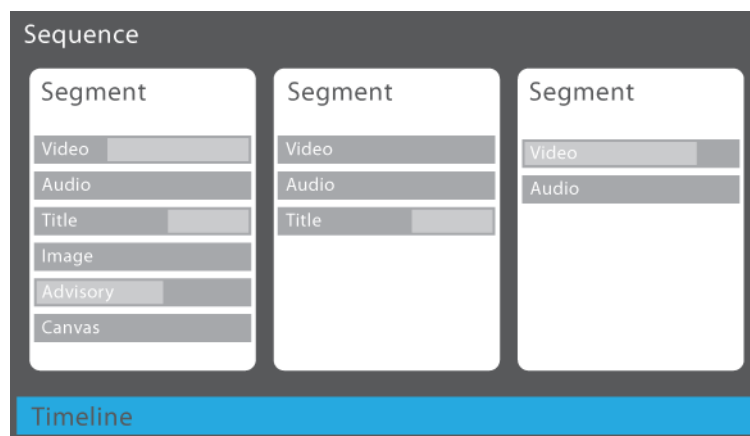 Sequence
Segment
Video
Audio
Title
Image
Advisory
Canvas
Segment
Video
Audio
Title
Segment
Video
Audio
Timeline